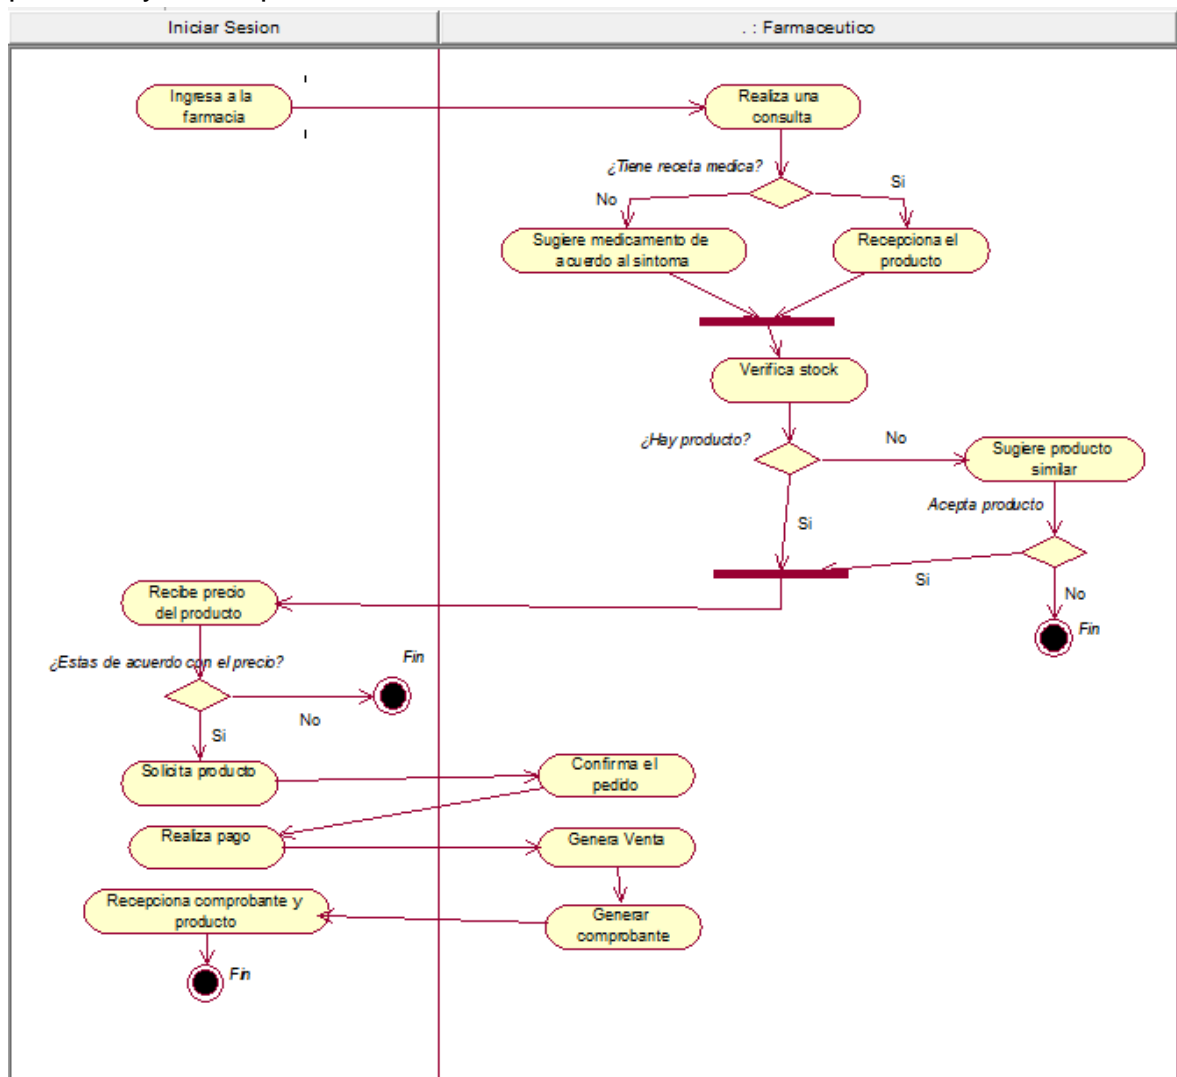 Iniciar Sesion
. : Farmaceutico
Ingresa a la
farmacia
Realiza una
consulta
¿Tiene receta medica?
No
Si
Sugiere medicamento de
acuerdo al sintoma
Recepciona el
producto
Verifica stock
¿Hay producto?
No
Sugiere producto
similar
Acepta producto
Si
Si
No
Fin
Recibe precio
del producto
¿Estas de acuerdo con el precio?
Fin
No
Si
Solicita producto
Confirma el
pedido
Realiza pago
Genera Venta
Recepciona comprobante y
producto
Generar
comprobante
Fin